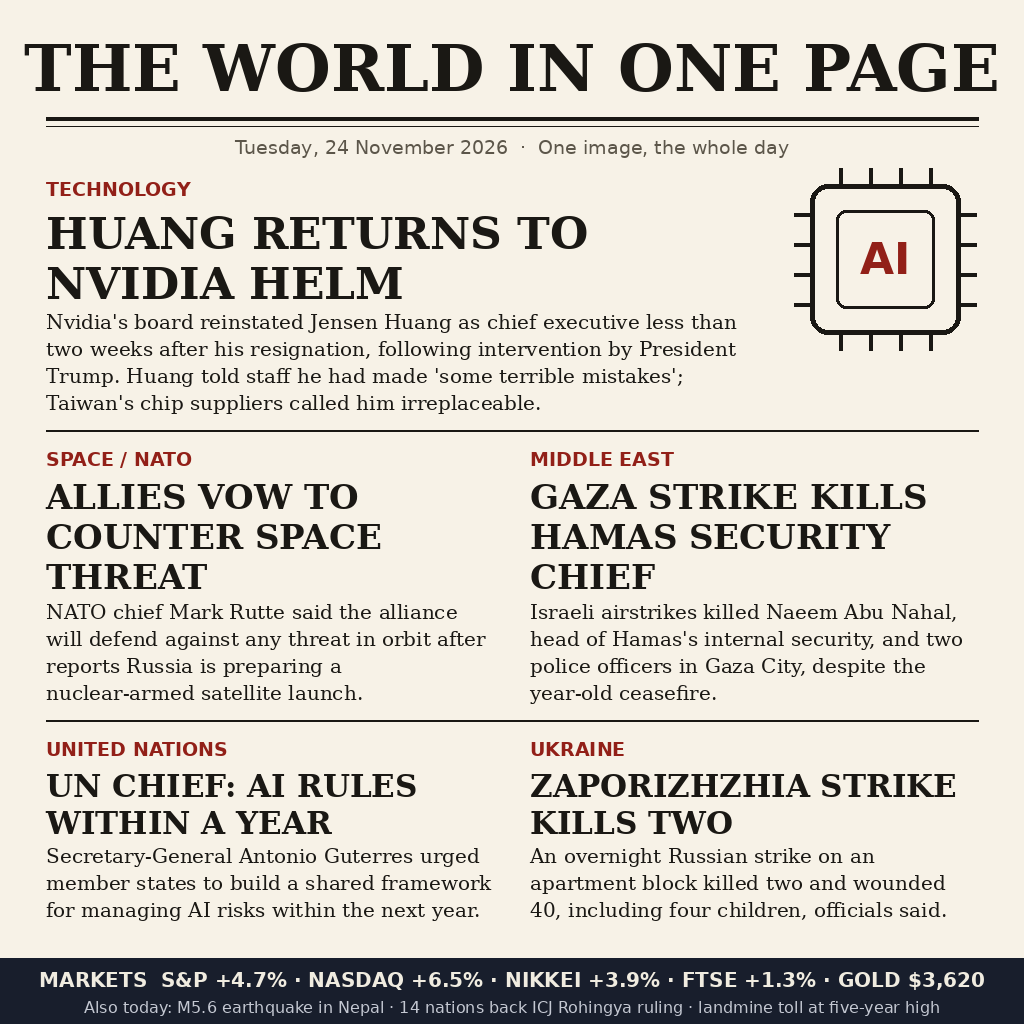 THE WORLD IN ONE PAGE
Tuesday, 24 November 2026 · One image, the whole day
TECHNOLOGY
HUANG RETURNS TO
NVIDIA HELM
Nvidia's board reinstated Jensen Huang as chief executive less than
two weeks after his resignation, following intervention by President
Trump. Huang told staff he had made 'some terrible mistakes';
Taiwan's chip suppliers called him irreplaceable.
AI
SPACE / NATO
ALLIES VOW TO
COUNTER SPACE
THREAT
NATO chief Mark Rutte said the alliance
will defend against any threat in orbit after
reports Russia is preparing a
nuclear-armed satellite launch.
MIDDLE EAST
GAZA STRIKE KILLS
HAMAS SECURITY
CHIEF
Israeli airstrikes killed Naeem Abu Nahal,
head of Hamas's internal security, and two
police officers in Gaza City, despite the
year-old ceasefire.
UNITED NATIONS
UN CHIEF: AI RULES
WITHIN A YEAR
Secretary-General Antonio Guterres urged
member states to build a shared framework
for managing AI risks within the next year.
UKRAINE
ZAPORIZHZHIA STRIKE
KILLS TWO
An overnight Russian strike on an
apartment block killed two and wounded
40, including four children, officials said.
MARKETS S&P +4.7% · NASDAQ +6.5% · NIKKEI +3.9% · FTSE +1.3% · GOLD $3,620
Also today: M5.6 earthquake in Nepal · 14 nations back ICJ Rohingya ruling · landmine toll at five-year high